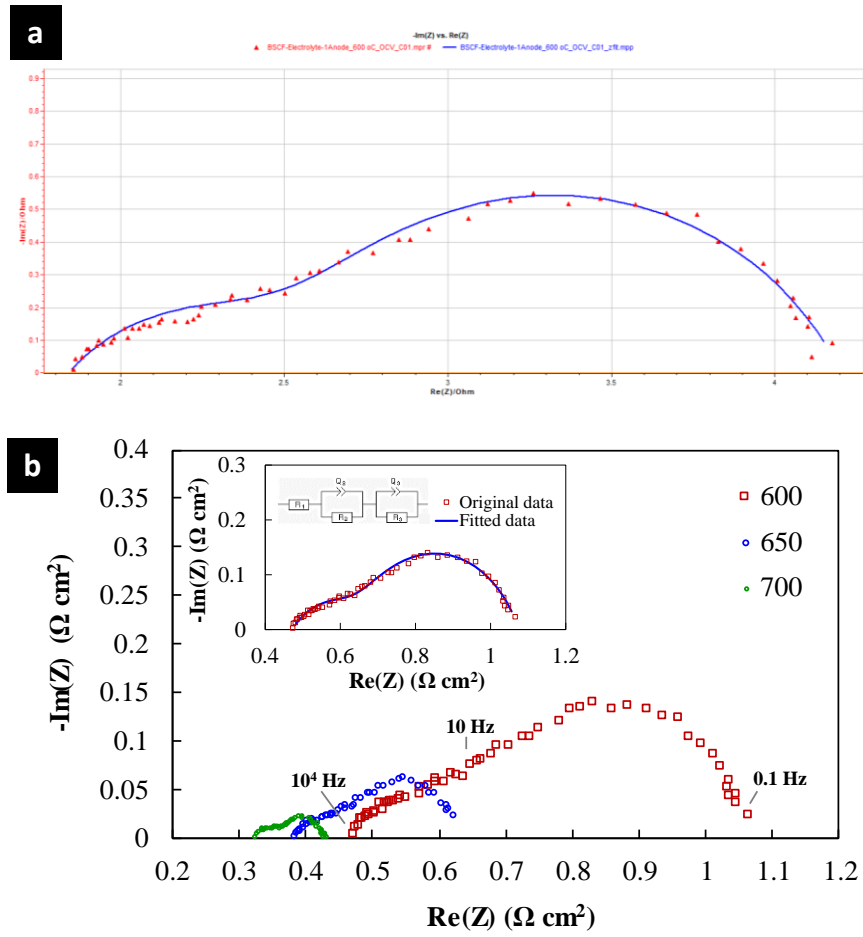 a
-Im(Z) vs. Re(Z)
BSCF-Electrolyte-1Anode_600 oC_OCV_C01.mpr # BSCF-Electrolyte-1Anode_600 oC_OCV_C01_zfit.mpp
0.9
0.8
0.7
0.6
0.5
0.4
0.3
0.2
0.1
0
-Im(Z)/Ohm
2 2.5 3 3.5 4
Re(Z)/Ohm
b
0.4
0.35
0.3
0.25
0.2
0.15
0.1
0.05
0
-Im(Z) (Ω cm²)
0.2 0.3 0.4 0.5 0.6 0.7 0.8 0.9 1 1.1 1.2
Re(Z) (Ω cm²)
600
650
700
10⁴ Hz
10 Hz
0.1 Hz
0.3
0.2
0.1
0
-Im(Z) (Ω cm²)
0.4 0.6 0.8 1 1.2
Re(Z) (Ω cm²)
Original data
Fitted data
R1
R2
R3